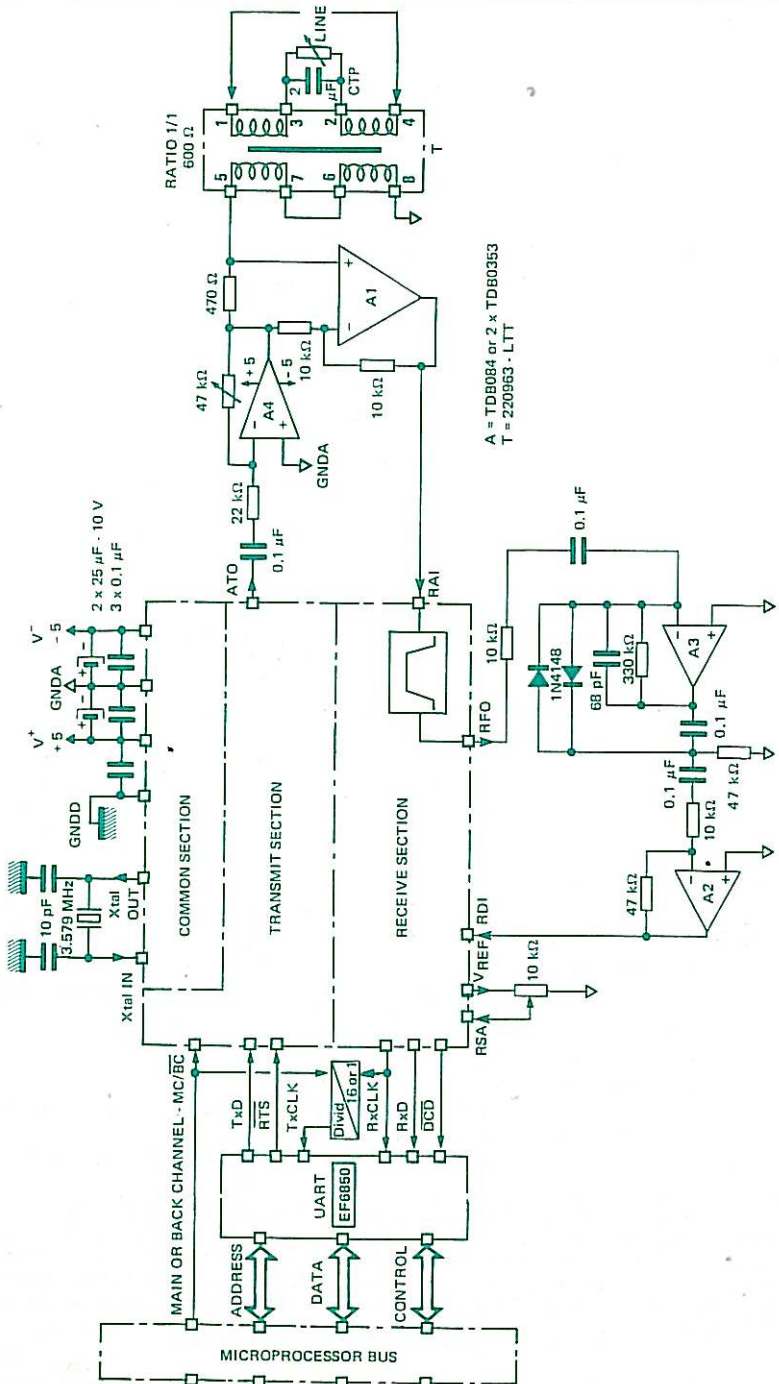 MICROPROCESSOR BUS
MAIN OR BACK CHANNEL - MC/BC
ADDRESS
DATA
CONTROL
UART
EF6850
TxD
RTS
TxCLK
Divid
16 or 1
RxCLK
RxD
DCD
Xtal IN
Xtal
OUT
10 pF
3.579 MHz
GNDD
V+
+5
GNDA
V-
-5
+
-
+
-
2 x 25 µF - 10 V
3 x 0.1 µF
COMMON SECTION
TRANSMIT SECTION
RECEIVE SECTION
RSA
VREF
RDI
10 kΩ
RFO
RAI
ATO
0.1 µF
22 kΩ
47 kΩ
A4
-
+
+5
-5
GNDA
470 Ω
10 kΩ
10 kΩ
A1
-
+
RATIO 1/1
600 Ω
5
7
6
8
1
3
2
4
T
2
µF
CTP
LINE
A = TDB084 or 2 x TDB0353
T = 220963 - LTT
10 kΩ
0.1 µF
1N4148
68 pF
330 kΩ
A3
-
+
0.1 µF
47 kΩ
0.1 µF
10 kΩ
47 kΩ
A2
-
+